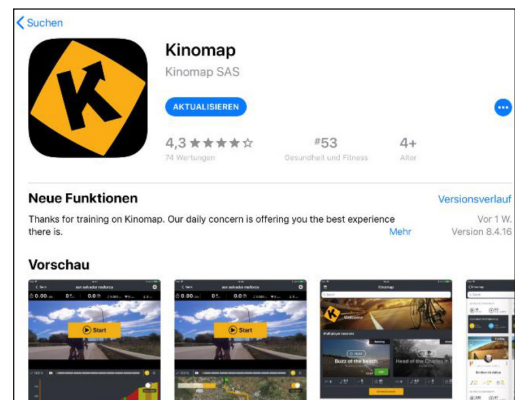 Suchen
Kinomap
Kinomap SAS
AKTUALISIEREN
4,3 ★★★★☆
#53
4+
74 Wertungen
Gesundheit und Fitness
Alter
Neue Funktionen
Versionsverlauf
Thanks for training on Kinomap. Our daily concern is offering you the best experience
there is.
Mehr
Vor 1 W.
Version 8.4.16
Vorschau
Start
Start
Kinomap
Welcome
Buzz of the beach
Head of the Charles in